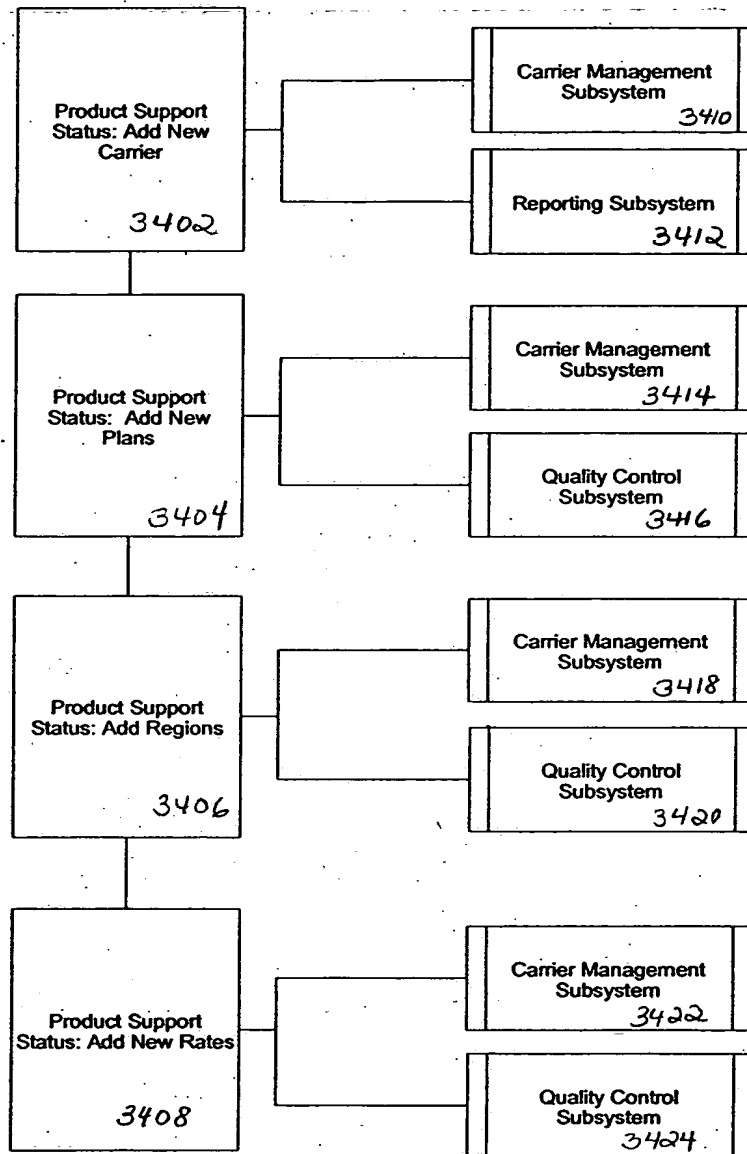 Product Support
Status: Add New
Carrier
3402
Carrier Management
Subsystem
3410
Reporting Subsystem
3412
Product Support
Status: Add New
Plans
3404
Carrier Management
Subsystem
3414
Quality Control
Subsystem
3416
Product Support
Status: Add Regions
3406
Carrier Management
Subsystem
3418
Quality Control
Subsystem
3420
Product Support
Status: Add New Rates
3408
Carrier Management
Subsystem
3422
Quality Control
Subsystem
3424